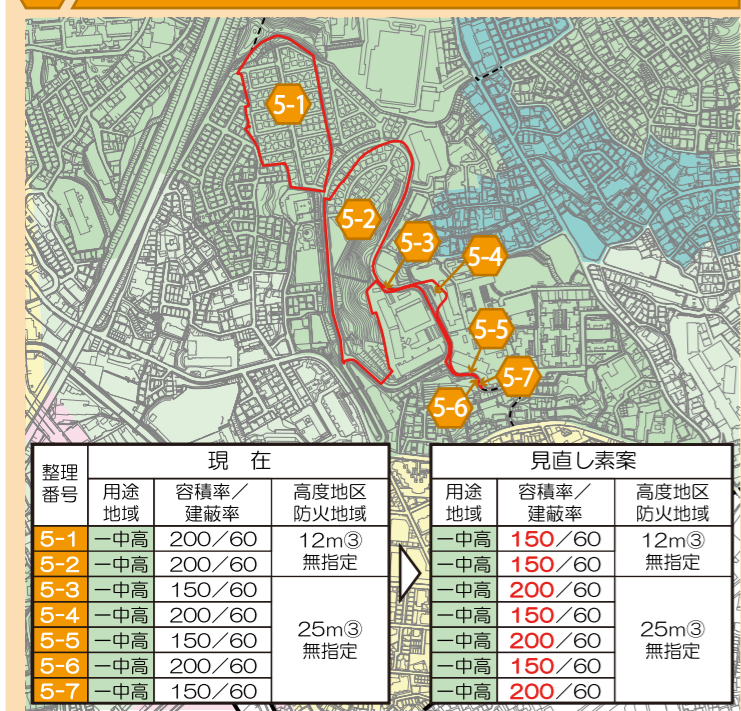 5-1
5-2
5-3
5-4
5-5
5-7
5-6
整理番号 現 在
用途地域 容積率／建蔽率 高度地区防火地域
5-1 一中高 200／60 12m③無指定
5-2 一中高 200／60
5-3 一中高 150／60 25m③無指定
5-4 一中高 200／60
5-5 一中高 150／60
5-6 一中高 200／60
5-7 一中高 150／60
見直し素案
用途地域 容積率／建蔽率 高度地区防火地域
一中高 150／60 12m③無指定
一中高 150／60
一中高 200／60 25m③無指定
一中高 150／60
一中高 200／60
一中高 150／60
一中高 200／60